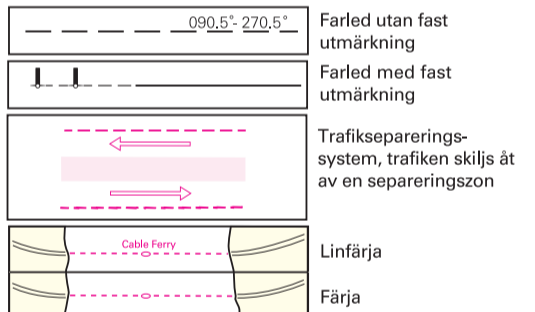 090.5°- 270.5°
Farled utan fast
utmärkning
Farled med fast
utmärkning
Trafikseparerings-
system, trafiken skiljs åt
av en separeringszon
Cable Ferry
Linfärja
Färja